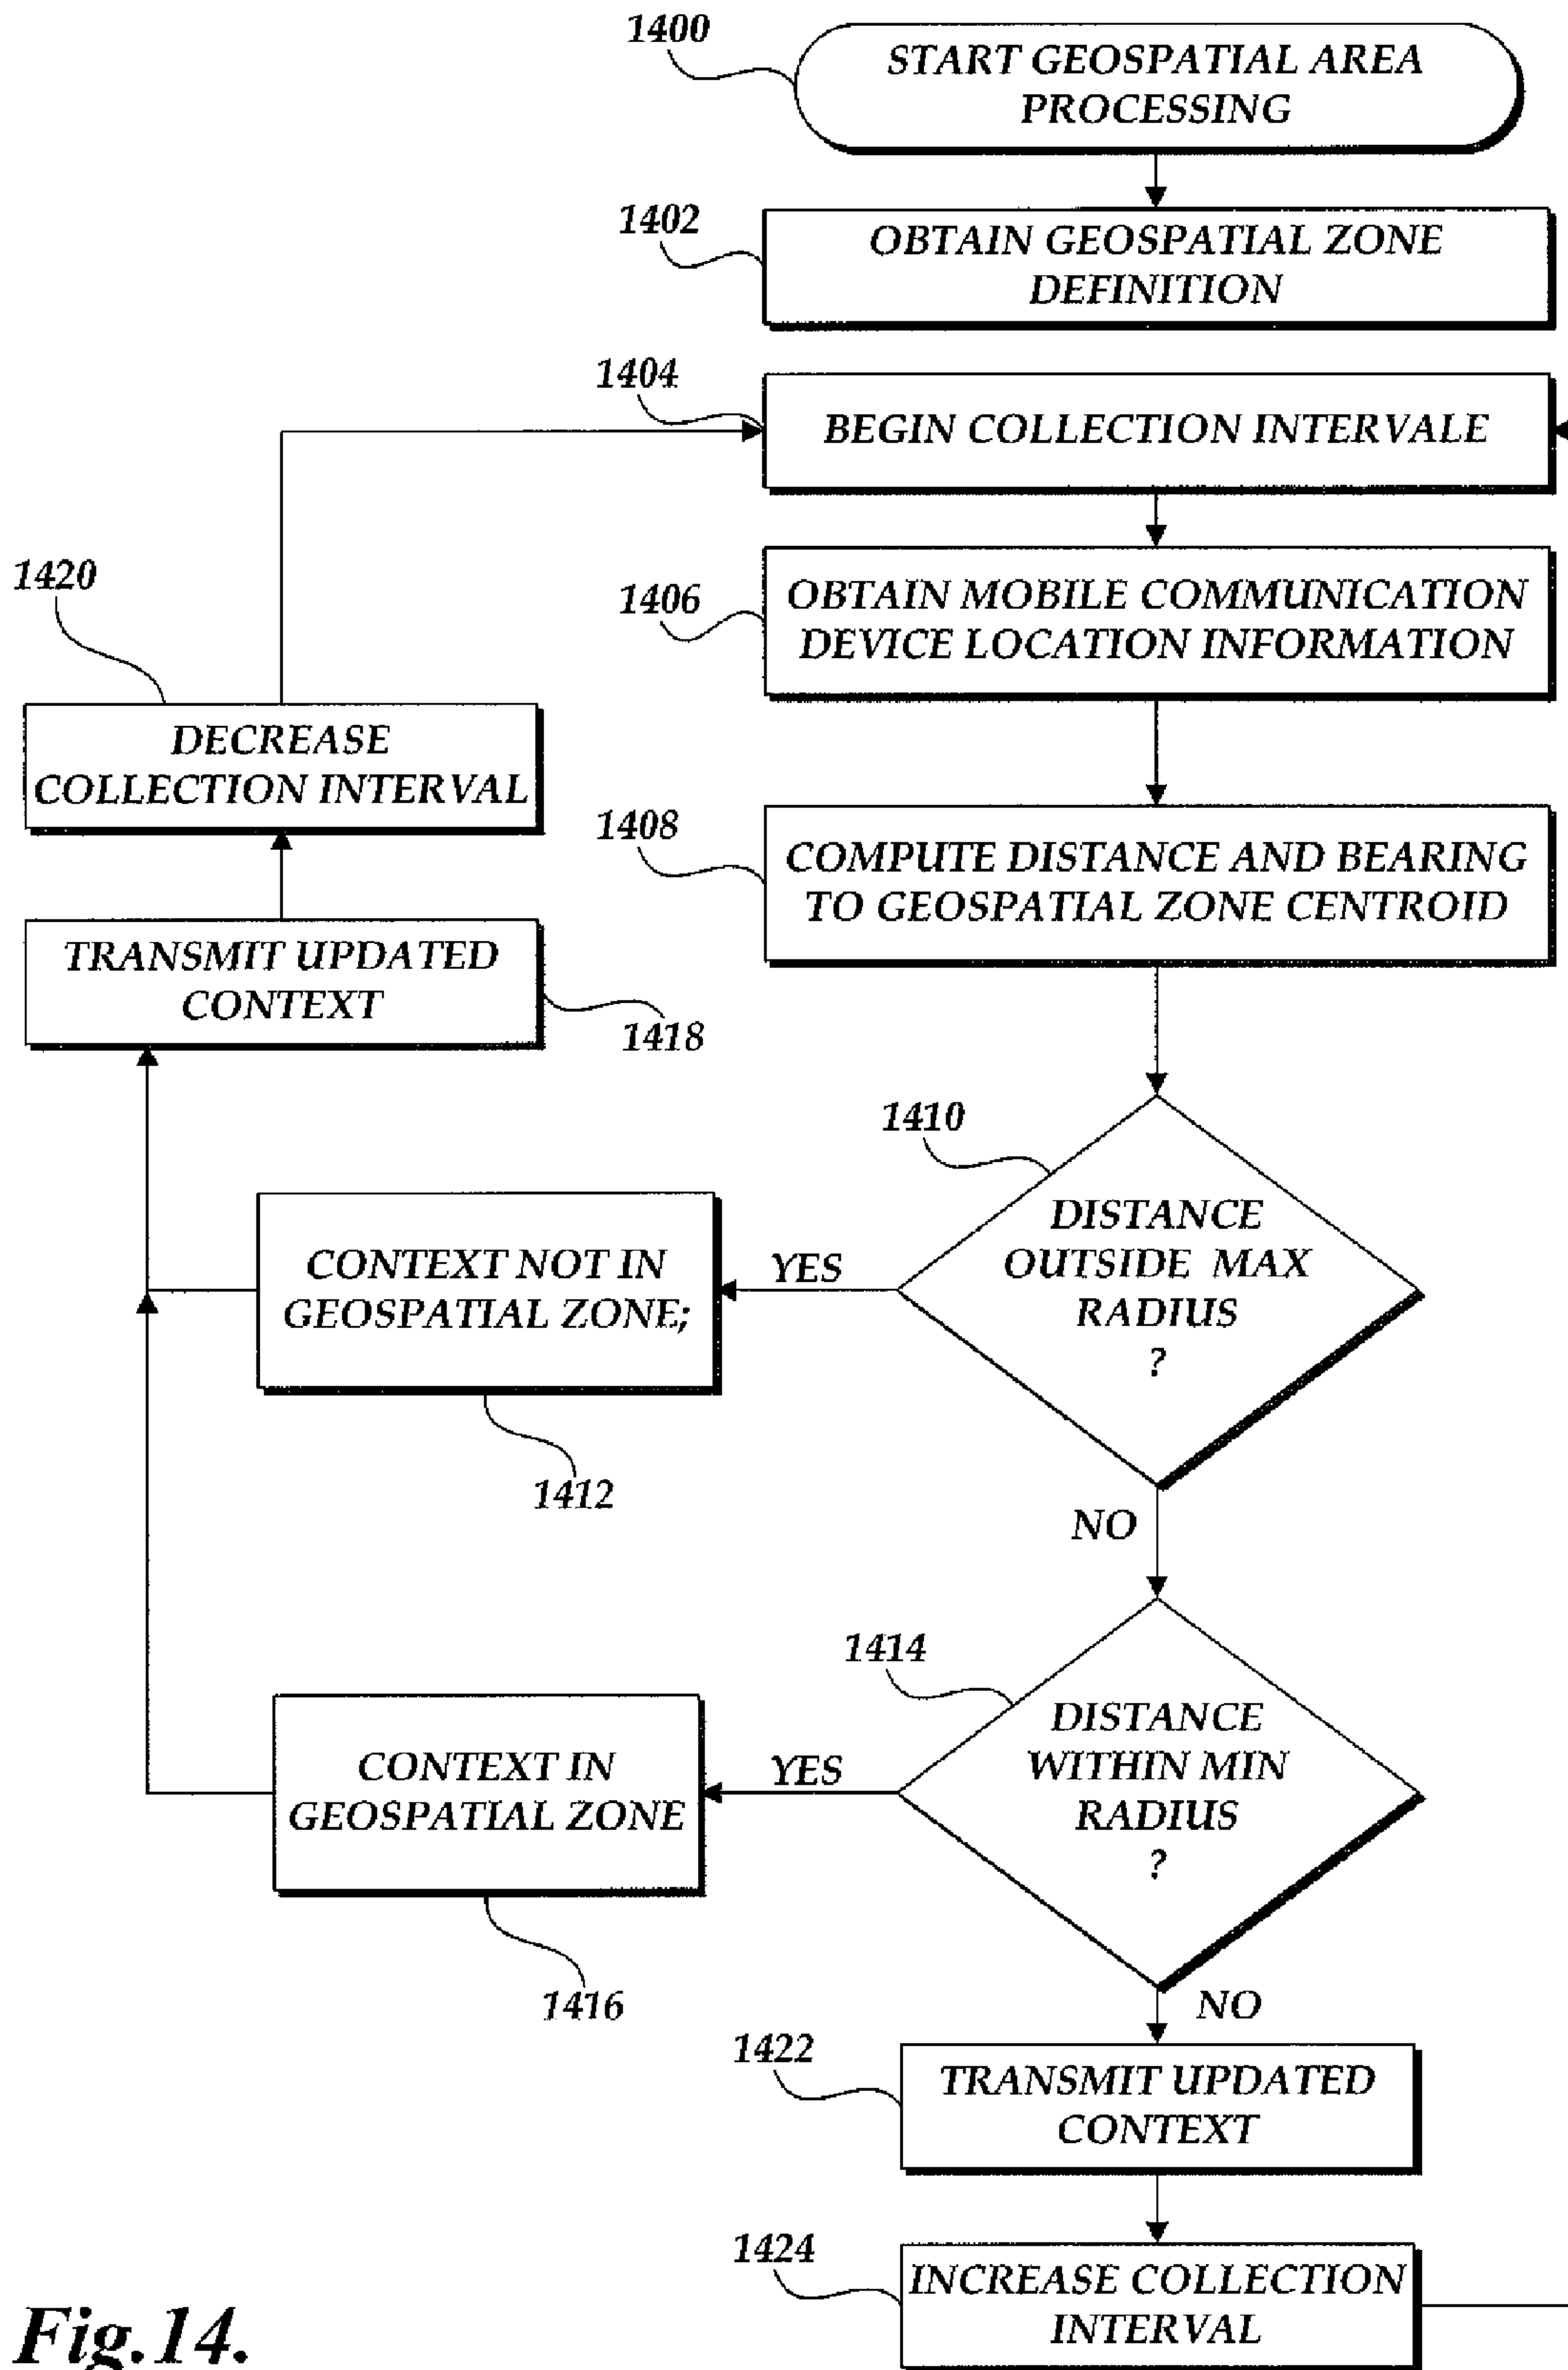 1400
START GEOSPATIAL AREA
PROCESSING
1402
OBTAIN GEOSPATIAL ZONE
DEFINITION
1404
BEGIN COLLECTION INTERVALE
1406
OBTAIN MOBILE COMMUNICATION
DEVICE LOCATION INFORMATION
1420
DECREASE
COLLECTION INTERVAL
1408
COMPUTE DISTANCE AND BEARING
TO GEOSPATIAL ZONE CENTROID
TRANSMIT UPDATED
CONTEXT
1418
1410
DISTANCE
OUTSIDE MAX
RADIUS
?
YES
CONTEXT NOT IN
GEOSPATIAL ZONE;
1412
NO
1414
DISTANCE
WITHIN MIN
RADIUS
?
YES
CONTEXT IN
GEOSPATIAL ZONE
1416
NO
1422
TRANSMIT UPDATED
CONTEXT
1424
INCREASE COLLECTION
INTERVAL
Fig.14.